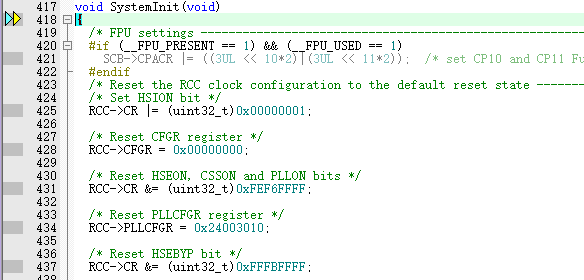 417 void SystemInit(void)
418 {
419 /* FPU settings ------------------------------------------------
420 #if (__FPU_PRESENT == 1) && (__FPU_USED == 1)
421 SCB->CPACR |= ((3UL << 10*2)|(3UL << 11*2)); /* set CP10 and CP11 Fu
422 #endif
423 /* Reset the RCC clock configuration to the default reset state -------
424 /* Set HSION bit */
425 RCC->CR |= (uint32_t)0x00000001;
426
427 /* Reset CFGR register */
428 RCC->CFGR = 0x00000000;
429
430 /* Reset HSEON, CSSON and PLLON bits */
431 RCC->CR &= (uint32_t)0xFEF6FFFF;
432
433 /* Reset PLLCFGR register */
434 RCC->PLLCFGR = 0x24003010;
435
436 /* Reset HSEBYP bit */
437 RCC->CR &= (uint32_t)0xFFFBFFFF;